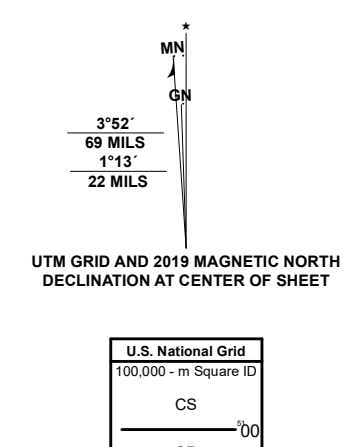 MN
GN
3°52´
69 MILS
1°13´
22 MILS
UTM GRID AND 2019 MAGNETIC NORTH
DECLINATION AT CENTER OF SHEET
U.S. National Grid
100,000 - m Square ID
CS
51 00